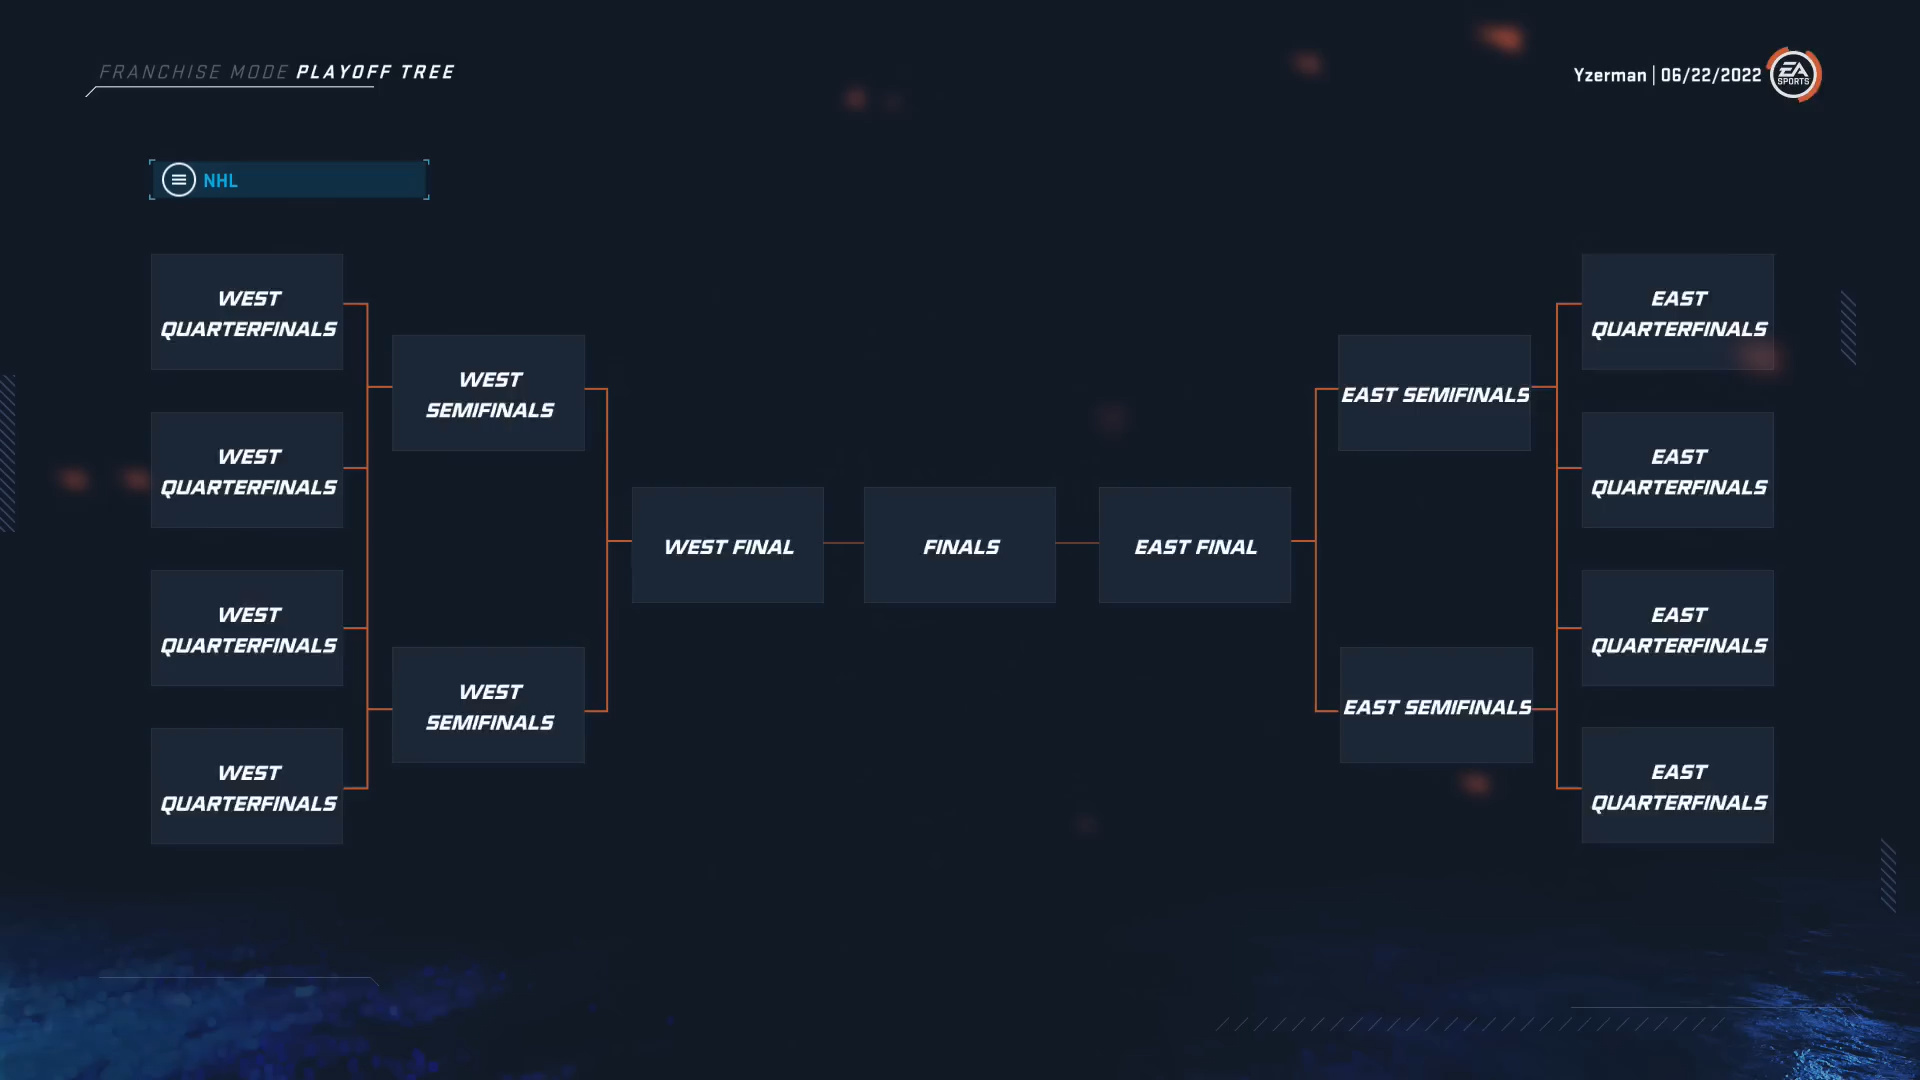 FRANCHISE MODE PLAYOFF TREE
Yzerman | 06/22/2022
EA
SPORTS
NHL
WEST
QUARTERFINALS
WEST
QUARTERFINALS
WEST
QUARTERFINALS
WEST
QUARTERFINALS
WEST
SEMIFINALS
WEST
SEMIFINALS
WEST FINAL
FINALS
EAST FINAL
EAST SEMIFINALS
EAST SEMIFINALS
EAST
QUARTERFINALS
EAST
QUARTERFINALS
EAST
QUARTERFINALS
EAST
QUARTERFINALS